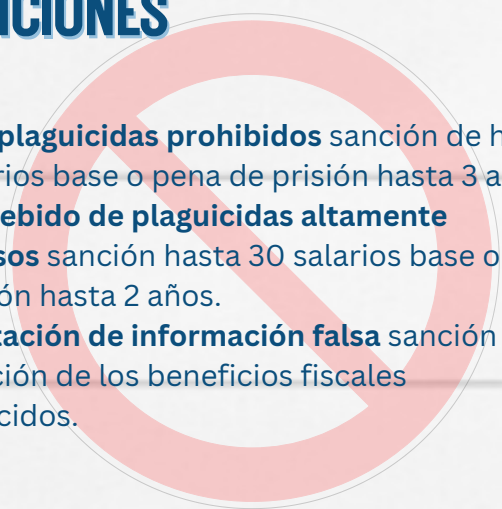 ICIONES
plaguicidas prohibidos sanción de h
rios base o pena de prisión hasta 3 a
ebido de plaguicidas altamente
sos sanción hasta 30 salarios base o
ón hasta 2 años.
tación de información falsa sanción
ción de los beneficios fiscales
cidos.